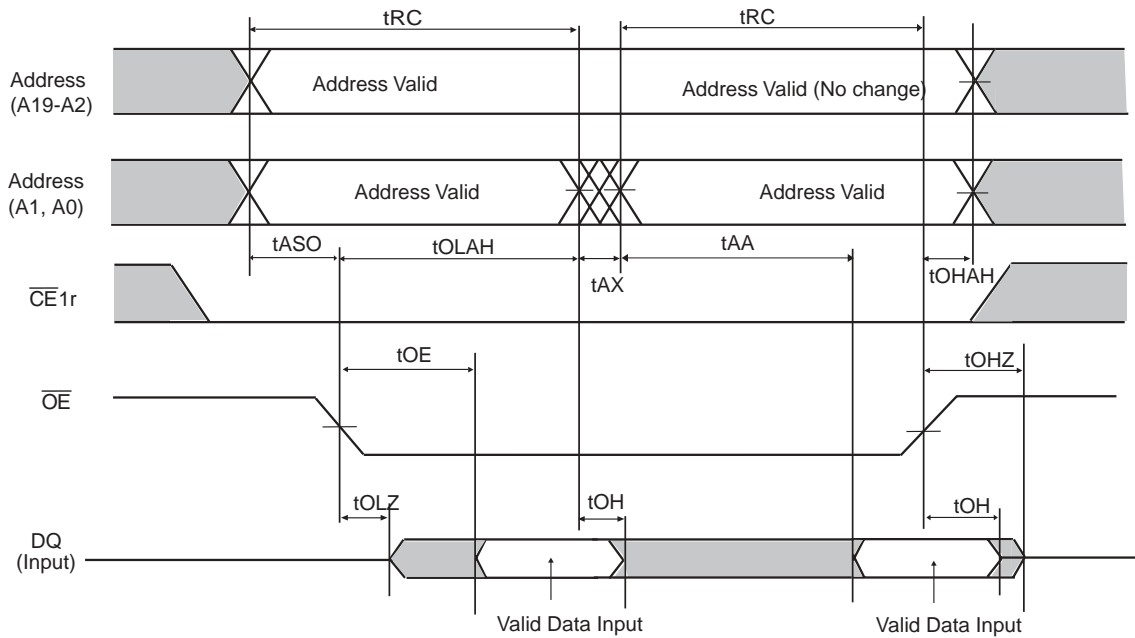 tRC
tRC
Address
(A19-A2)
Address Valid
Address Valid (No change)
Address
(A1, A0)
Address Valid
Address Valid
tASO
tOLAH
tAX
tAA
tOHAH
CE1r
tOE
tOHZ
OE
tOLZ
tOH
tOH
DQ
(Input)
Valid Data Input
Valid Data Input